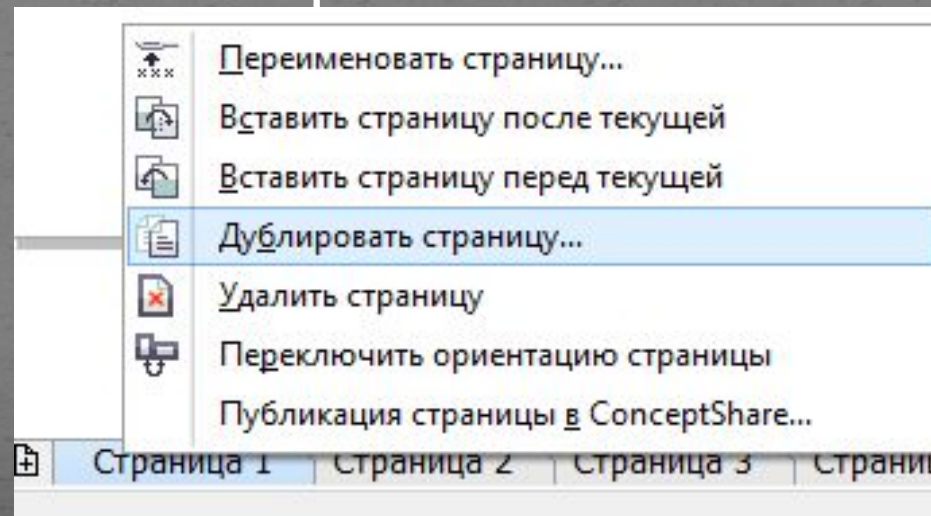 Переименовать страницу...
Вставить страницу после текущей
Вставить страницу перед текущей
Дублировать страницу...
Удалить страницу
Переключить ориентацию страницы
Публикация страницы в ConceptShare...
Страница 1 Страница 2 Страница 3